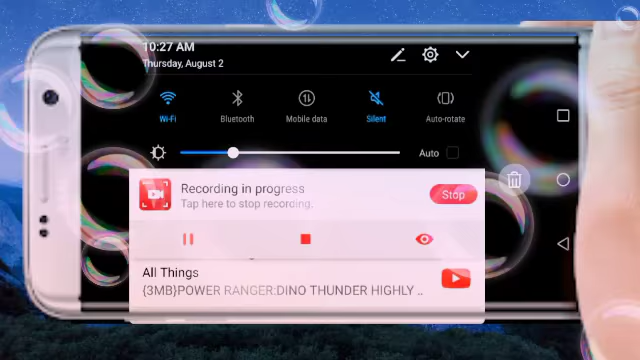 10:27 AM
Thursday, August 2
Wi-Fi
Bluetooth
Mobile data
Silent
Auto-rotate
Auto
Recording in progress
Stop
Tap here to stop recording.
All Things
{3MB}POWER RANGER:DINO THUNDER HIGHLY ..